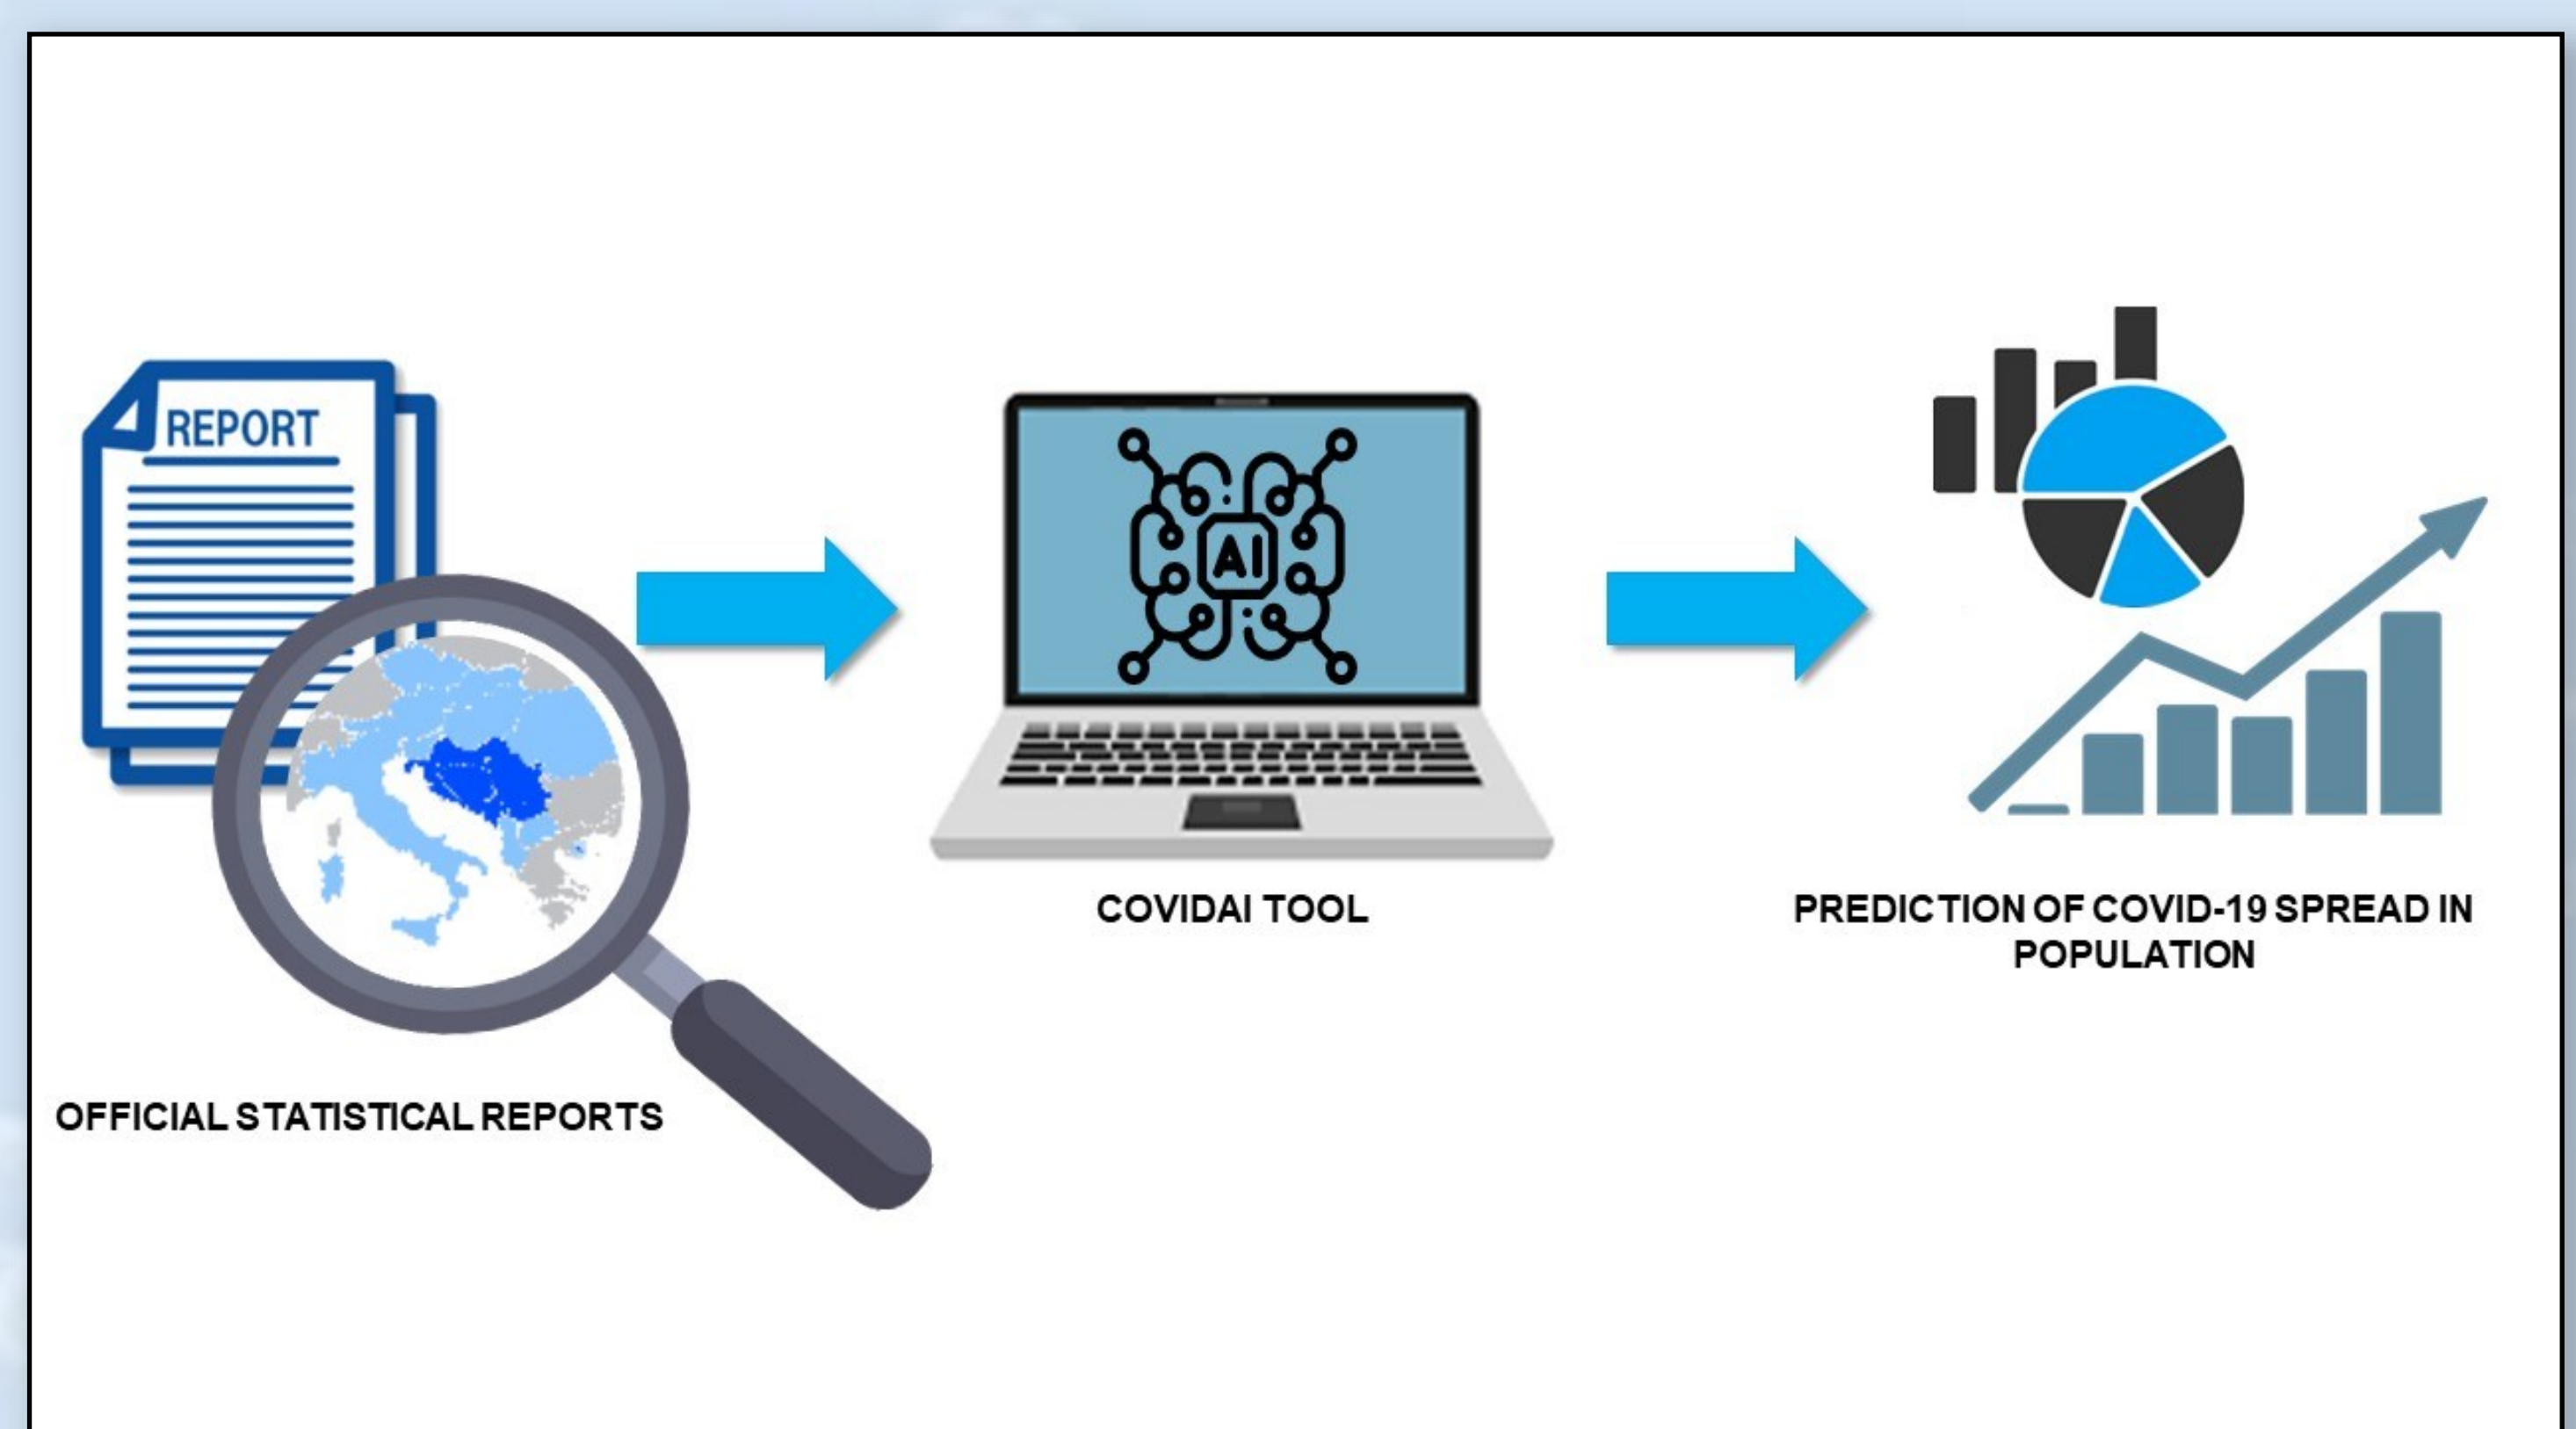 REPORT
AI
OFFICIAL STATISTICAL REPORTS
COVIDAI TOOL
PREDICTION OF COVID-19 SPREAD IN
POPULATION